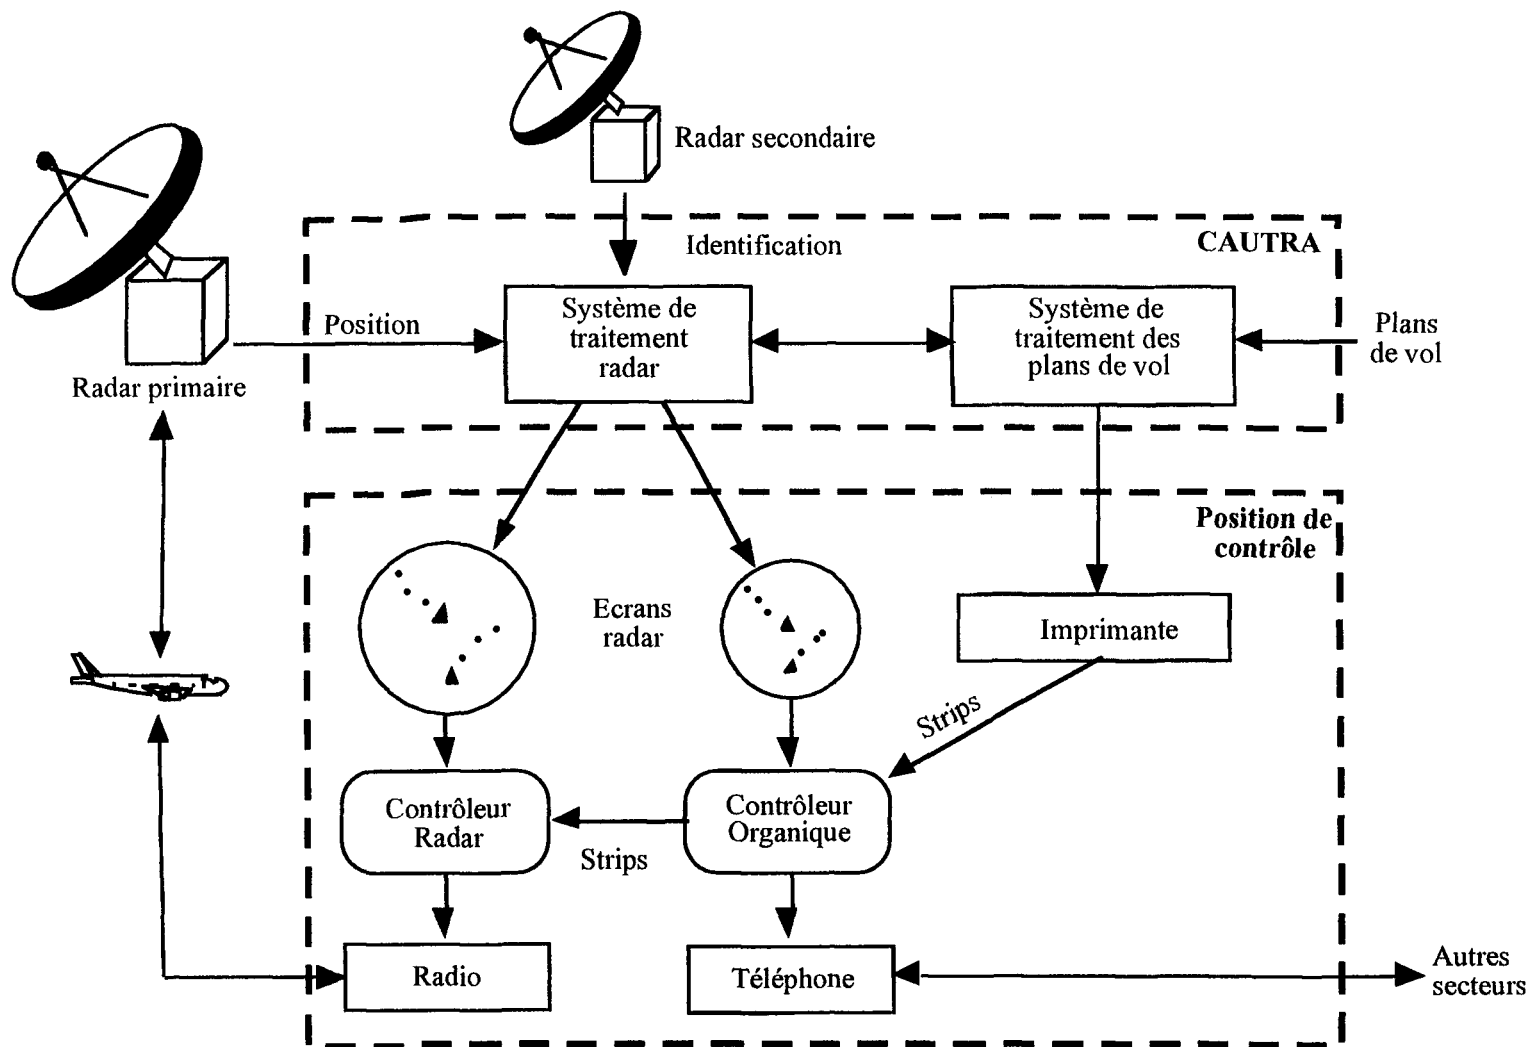 Radar secondaire
Identification
CAUTRA
Système de
traitement
radar
Système de
traitement des
plans de vol
Position
Plans
de vol
Radar primaire
Position de
contrôle
Ecrans
radar
Imprimante
Strips
Contrôleur
Radar
Contrôleur
Organique
Strips
Radio
Téléphone
Autres
secteurs